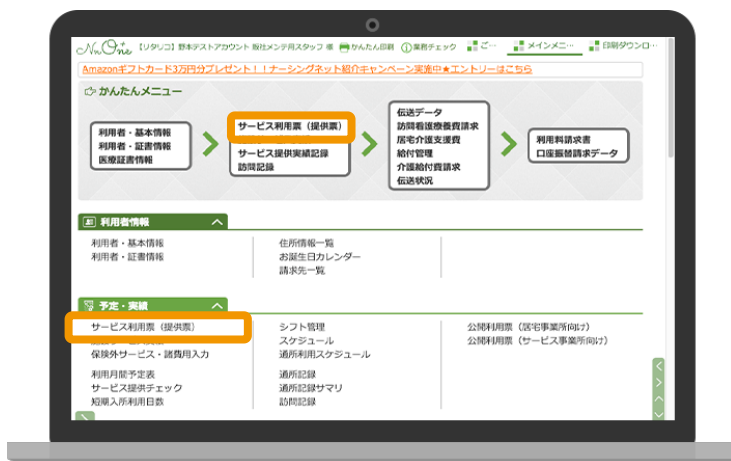 NnOne 【リタリコ】野本テストアカウント 販社メンテ用スタッフ 様 かんたん印刷 業務チェック ご… メインメニ… 印刷ダウンロ…
Amazonギフトカード3万円分プレゼント！！ナーシングネット紹介キャンペーン実施中★エントリーはこちら
かんたんメニュー
利用者・基本情報
利用者・証書情報
医療証書情報
サービス利用票（提供票）
サービス提供実績記録
訪問記録
伝送データ
訪問看護療養費請求
居宅介護支援費
給付管理
介護給付費請求
伝送状況
利用料請求書
口座振替請求データ
利用者情報
利用者・基本情報
利用者・証書情報
住所情報一覧
お誕生日カレンダー
請求先一覧
予定・実績
サービス利用票（提供票）
保険外サービス・諸費用入力
利用月間予定表
サービス提供チェック
短期入所利用日数
シフト管理
スケジュール
通所利用スケジュール
通所記録
通所記録サマリ
訪問記録
公開利用票（居宅事業所向け）
公開利用票（サービス事業所向け）